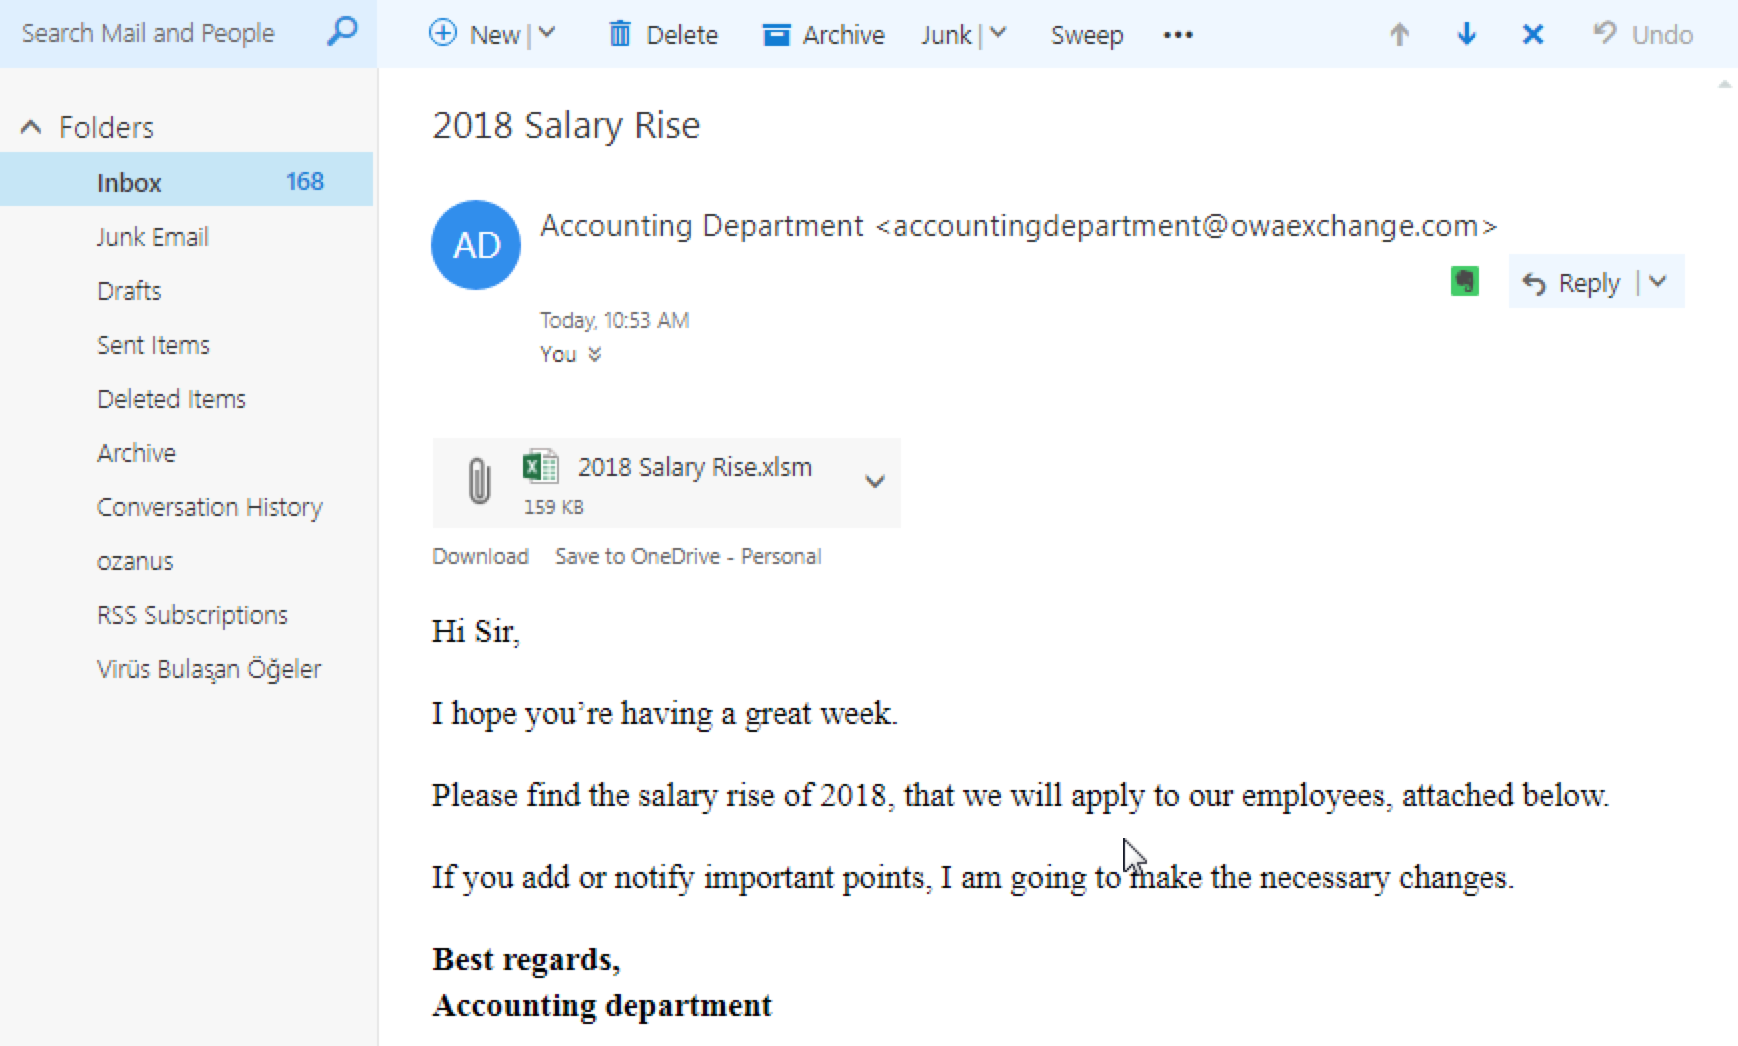 Search Mail and People
New
Delete
Archive
Junk
Sweep
Undo
Folders
Inbox 168
Junk Email
Drafts
Sent Items
Deleted Items
Archive
Conversation History
ozanus
RSS Subscriptions
Virüs Bulaşan Öğeler
2018 Salary Rise
AD
Accounting Department <accountingdepartment@owaexchange.com>
Reply
Today, 10:53 AM
You
2018 Salary Rise.xlsm
159 KB
Download Save to OneDrive - Personal
Hi Sir,
I hope you’re having a great week.
Please find the salary rise of 2018, that we will apply to our employees, attached below.
If you add or notify important points, I am going to make the necessary changes.
Best regards,
Accounting department